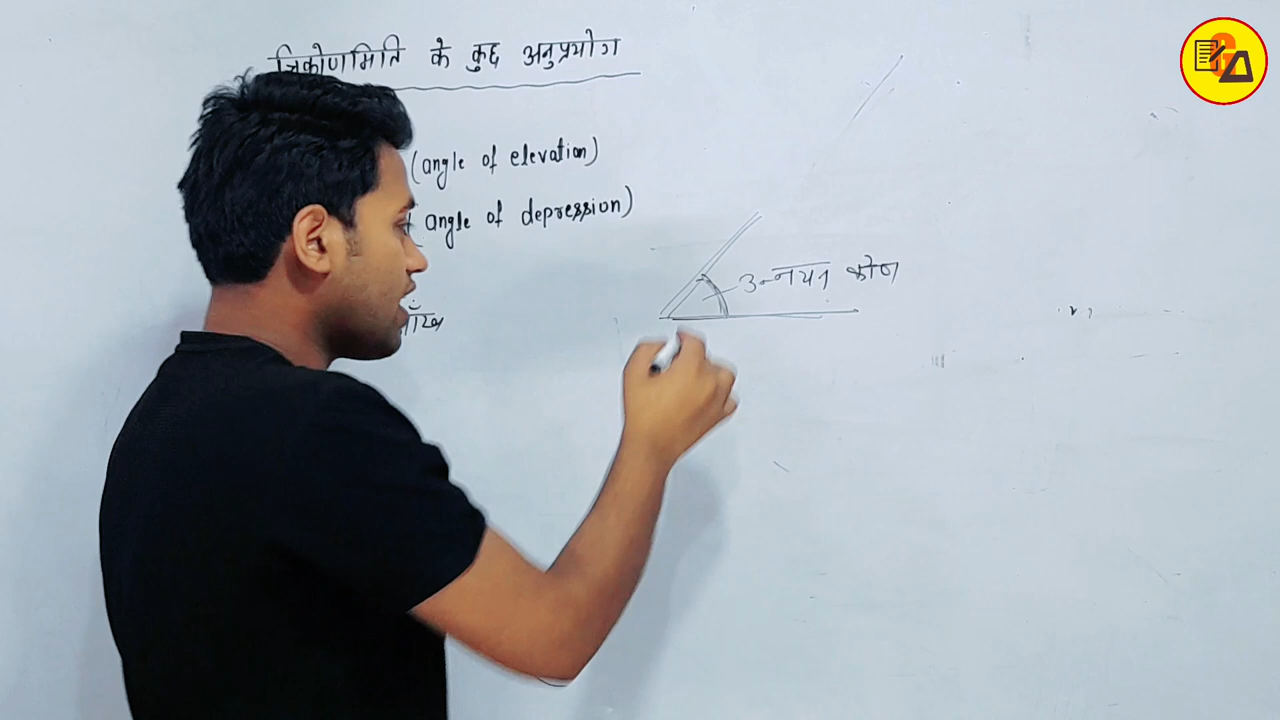 त्रिकोणमिति के कुछ अनुप्रयोग
(angle of elevation)
angle of depression)
उन्नयन कोण